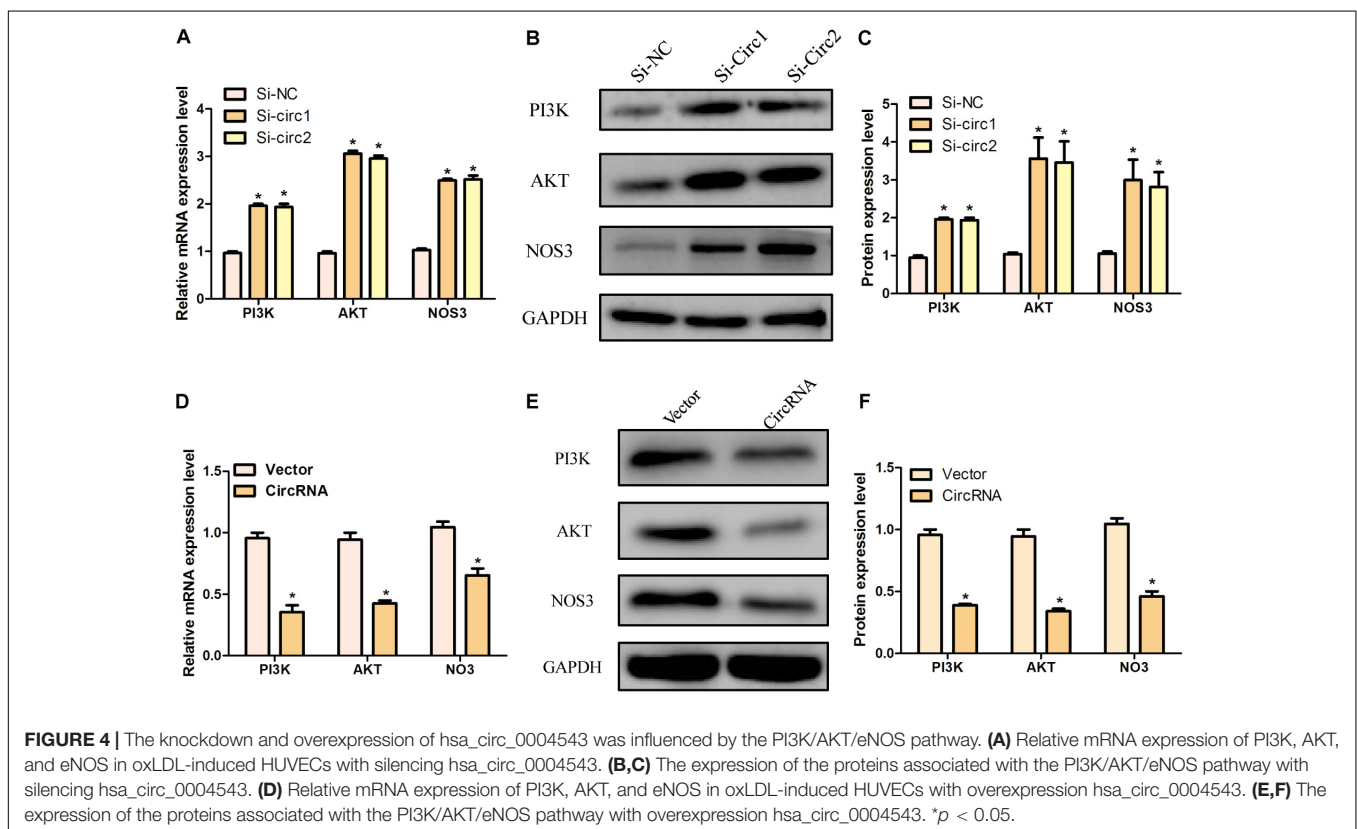 A
Relative mRNA expression level
4
3
2
1
0
Si-NC
Si-circ1
Si-circ2
* * * * * *
PI3K AKT NOS3
B
Si-NC Si-Circ1 Si-Circ2
PI3K
AKT
NOS3
GAPDH
C
Protein expression level
5
4
3
2
1
0
Si-NC
Si-circ1
Si-circ2
* * * * * *
PI3K AKT NOS3
D
Relative mRNA expression level
1.5
1.0
0.5
0.0
Vector
CircRNA
* * *
PI3K AKT NO3
E
Vector CircRNA
PI3K
AKT
NOS3
GAPDH
F
Protein expression level
1.5
1.0
0.5
0.0
Vector
CircRNA
* * *
PI3K AKT NO3
FIGURE 4 | The knockdown and overexpression of hsa_circ_0004543 was influenced by the PI3K/AKT/eNOS pathway. (A) Relative mRNA expression of PI3K, AKT,
and eNOS in oxLDL-induced HUVECs with silencing hsa_circ_0004543. (B,C) The expression of the proteins associated with the PI3K/AKT/eNOS pathway with
silencing hsa_circ_0004543. (D) Relative mRNA expression of PI3K, AKT, and eNOS in oxLDL-induced HUVECs with overexpression hsa_circ_0004543. (E,F) The
expression of the proteins associated with the PI3K/AKT/eNOS pathway with overexpression hsa_circ_0004543. *p < 0.05.